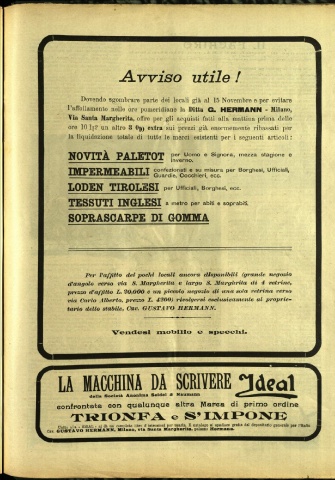 Avviso utile!
Dovendo sgombrare parte dei locali già al 15 Novembre e per evitare
l'affollamento nelle ore pomeridiane la Ditta G. HERMANN - Milano,
Via Santa Margherita, offre per gli acquisti fatti alla mattina prima delle
ore 10 1/2 un altro 3 0/0 extra sui prezzi già enormemente ribassati per
la liquidazione totale di tutte le merci esistenti per i seguenti articoli:
NOVITÀ PALETOT per Uomo e Signora, mezza stagione e
inverno.
IMPERMEABILI confezionati e su misura per Borghesi, Ufficiali,
Guardie, Cocchieri, ecc.
LODEN TIROLESI per Ufficiali, Borghesi, ecc.
TESSUTI INGLESI a metro per abiti e soprabiti.
SOPRASCARPE DI GOMMA
Per l'affitto dei pochi locali ancora disponibili (grande negozio
d'angolo corso via S. Margherita e largo S. Margherita di 4 vetrine,
prezzo d'affitto L. 20.000 e un piccolo negozio di una sola vetrina verso
via Carlo Alberto, prezzo L. 4200) rivolgersi esclusivamente al proprie-
tario dello stabile, Cav. GUSTAVO HERMANN.
Vendesi mobilio e specchi.
LA MACCHINA DA SCRIVERE Ideal
della Società Anonima Seidel & Naumann
confrontata con qualunque altra Marca di primo ordine
TRIONFA e S'IMPONE
Cav. GUSTAVO HERMANN, Milano, via Santa Margherita, palazzo Hermann.